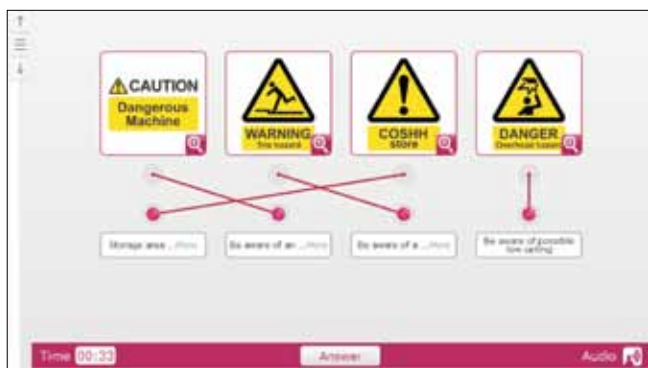 CAUTION
Dangerous
Machine
WARNING
Trip hazard
COSHH
store
DANGER
Overhead hazard
Storage area ...More
Be aware of an ...More
Be aware of a ...More
Be aware of possible
low ceiling
Time 00:33
Answer
Audio